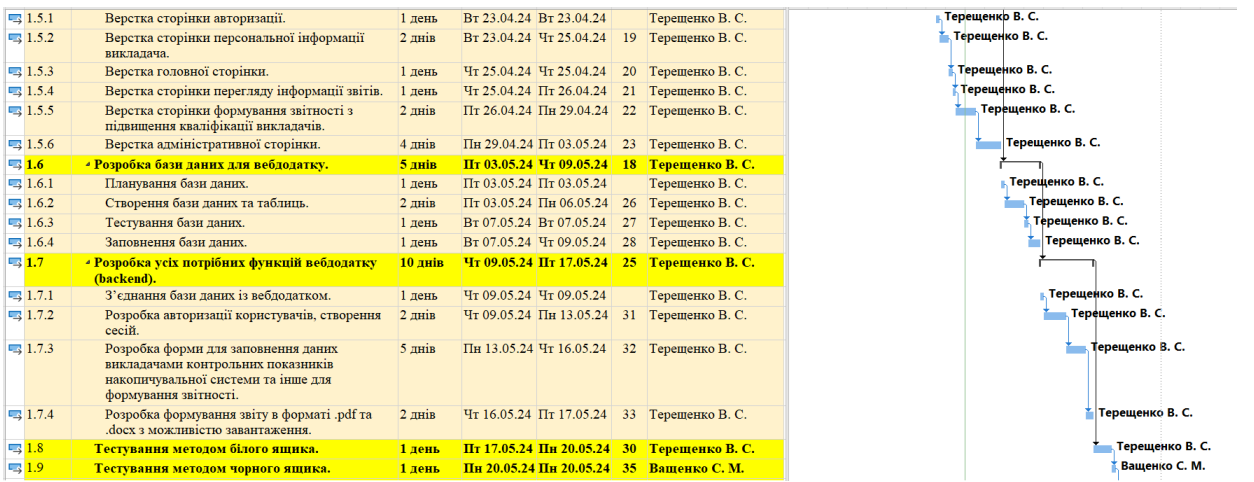 1.5.1 Верстка сторінки авторизації. 1 день Вт 23.04.24 Вт 23.04.24 Терещенко В. С. Терещенко В. С.
1.5.2 Верстка сторінки персональної інформації 2 днів Вт 23.04.24 Чт 25.04.24 19 Терещенко В. С. Терещенко В. С.
викладача.
1.5.3 Верстка головної сторінки. 1 день Чт 25.04.24 Чт 25.04.24 20 Терещенко В. С. Терещенко В. С.
1.5.4 Верстка сторінки перегляду інформації звітів. 1 день Чт 25.04.24 Пт 26.04.24 21 Терещенко В. С. Терещенко В. С.
1.5.5 Верстка сторінки формування звітності з 2 днів Пт 26.04.24 Пн 29.04.24 22 Терещенко В. С. Терещенко В. С.
підвищення кваліфікації викладачів.
1.5.6 Верстка адміністративної сторінки. 4 днів Пн 29.04.24 Пт 03.05.24 23 Терещенко В. С. Терещенко В. С.
1.6 Розробка бази даних для вебдодатку. 5 днів Пт 03.05.24 Чт 09.05.24 18 Терещенко В. С.
1.6.1 Планування бази даних. 1 день Пт 03.05.24 Пт 03.05.24 Терещенко В. С. Терещенко В. С.
1.6.2 Створення бази даних та таблиць. 2 днів Пт 03.05.24 Пн 06.05.24 26 Терещенко В. С. Терещенко В. С.
1.6.3 Тестування бази даних. 1 день Вт 07.05.24 Вт 07.05.24 27 Терещенко В. С. Терещенко В. С.
1.6.4 Заповнення бази даних. 1 день Вт 07.05.24 Чт 09.05.24 28 Терещенко В. С. Терещенко В. С.
1.7 Розробка усіх потрібних функцій вебдодатку 10 днів Чт 09.05.24 Пт 17.05.24 25 Терещенко В. С.
(backend).
1.7.1 З’єднання бази даних із вебдодатком. 1 день Чт 09.05.24 Чт 09.05.24 Терещенко В. С. Терещенко В. С.
1.7.2 Розробка авторизації користувачів, створення 2 днів Чт 09.05.24 Пн 13.05.24 31 Терещенко В. С. Терещенко В. С.
сесій.
1.7.3 Розробка форми для заповнення даних 5 днів Пн 13.05.24 Чт 16.05.24 32 Терещенко В. С. Терещенко В. С.
викладачами контрольних показників
накопичувальної системи та інше для
формування звітності.
1.7.4 Розробка формування звіту в форматі .pdf та 2 днів Чт 16.05.24 Пт 17.05.24 33 Терещенко В. С. Терещенко В. С.
.docx з можливістю завантаження.
1.8 Тестування методом білого ящика. 1 день Пт 17.05.24 Пн 20.05.24 30 Терещенко В. С. Терещенко В. С.
1.9 Тестування методом чорного ящика. 1 день Пн 20.05.24 Пн 20.05.24 35 Ващенко С. М. Ващенко С. М.